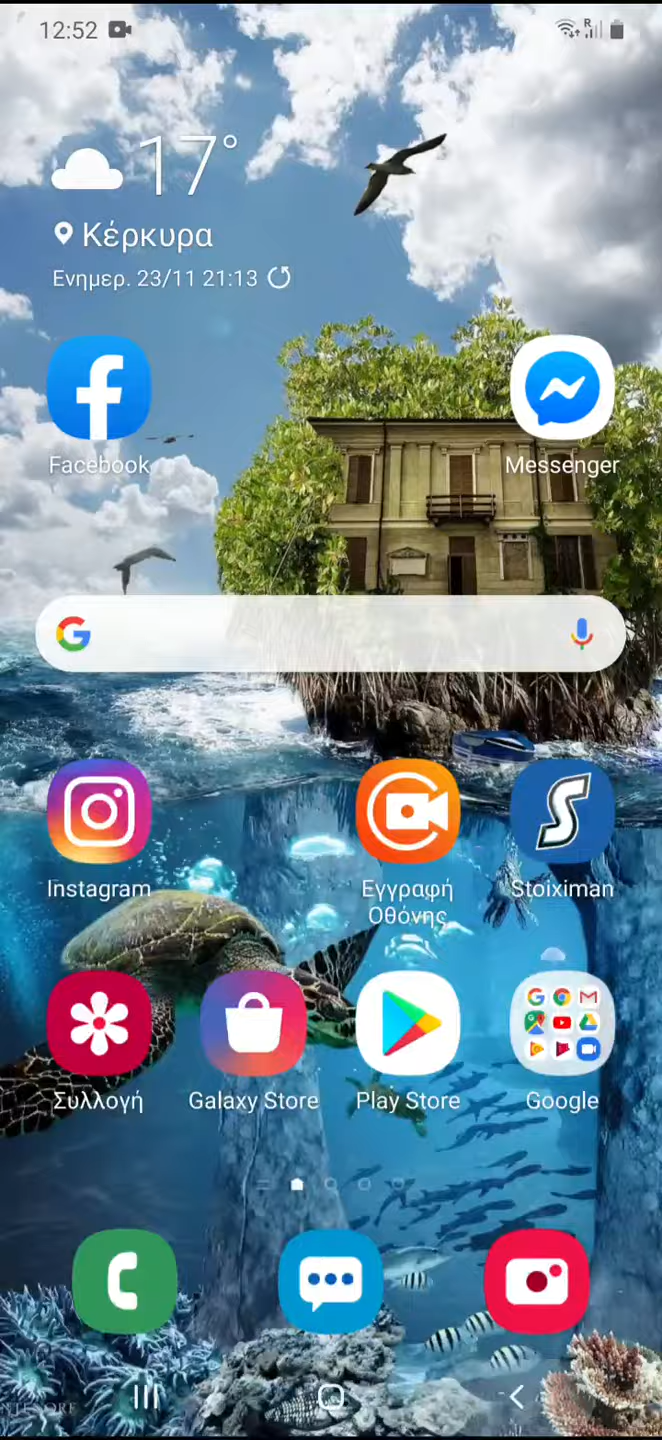 12:52
R
17°
Κέρκυρα
Ενημερ. 23/11 21:13
Facebook
Messenger
Instagram
Εγγραφή
Οθόνης
Stoiximan
Συλλογή
Galaxy Store
Play Store
Google